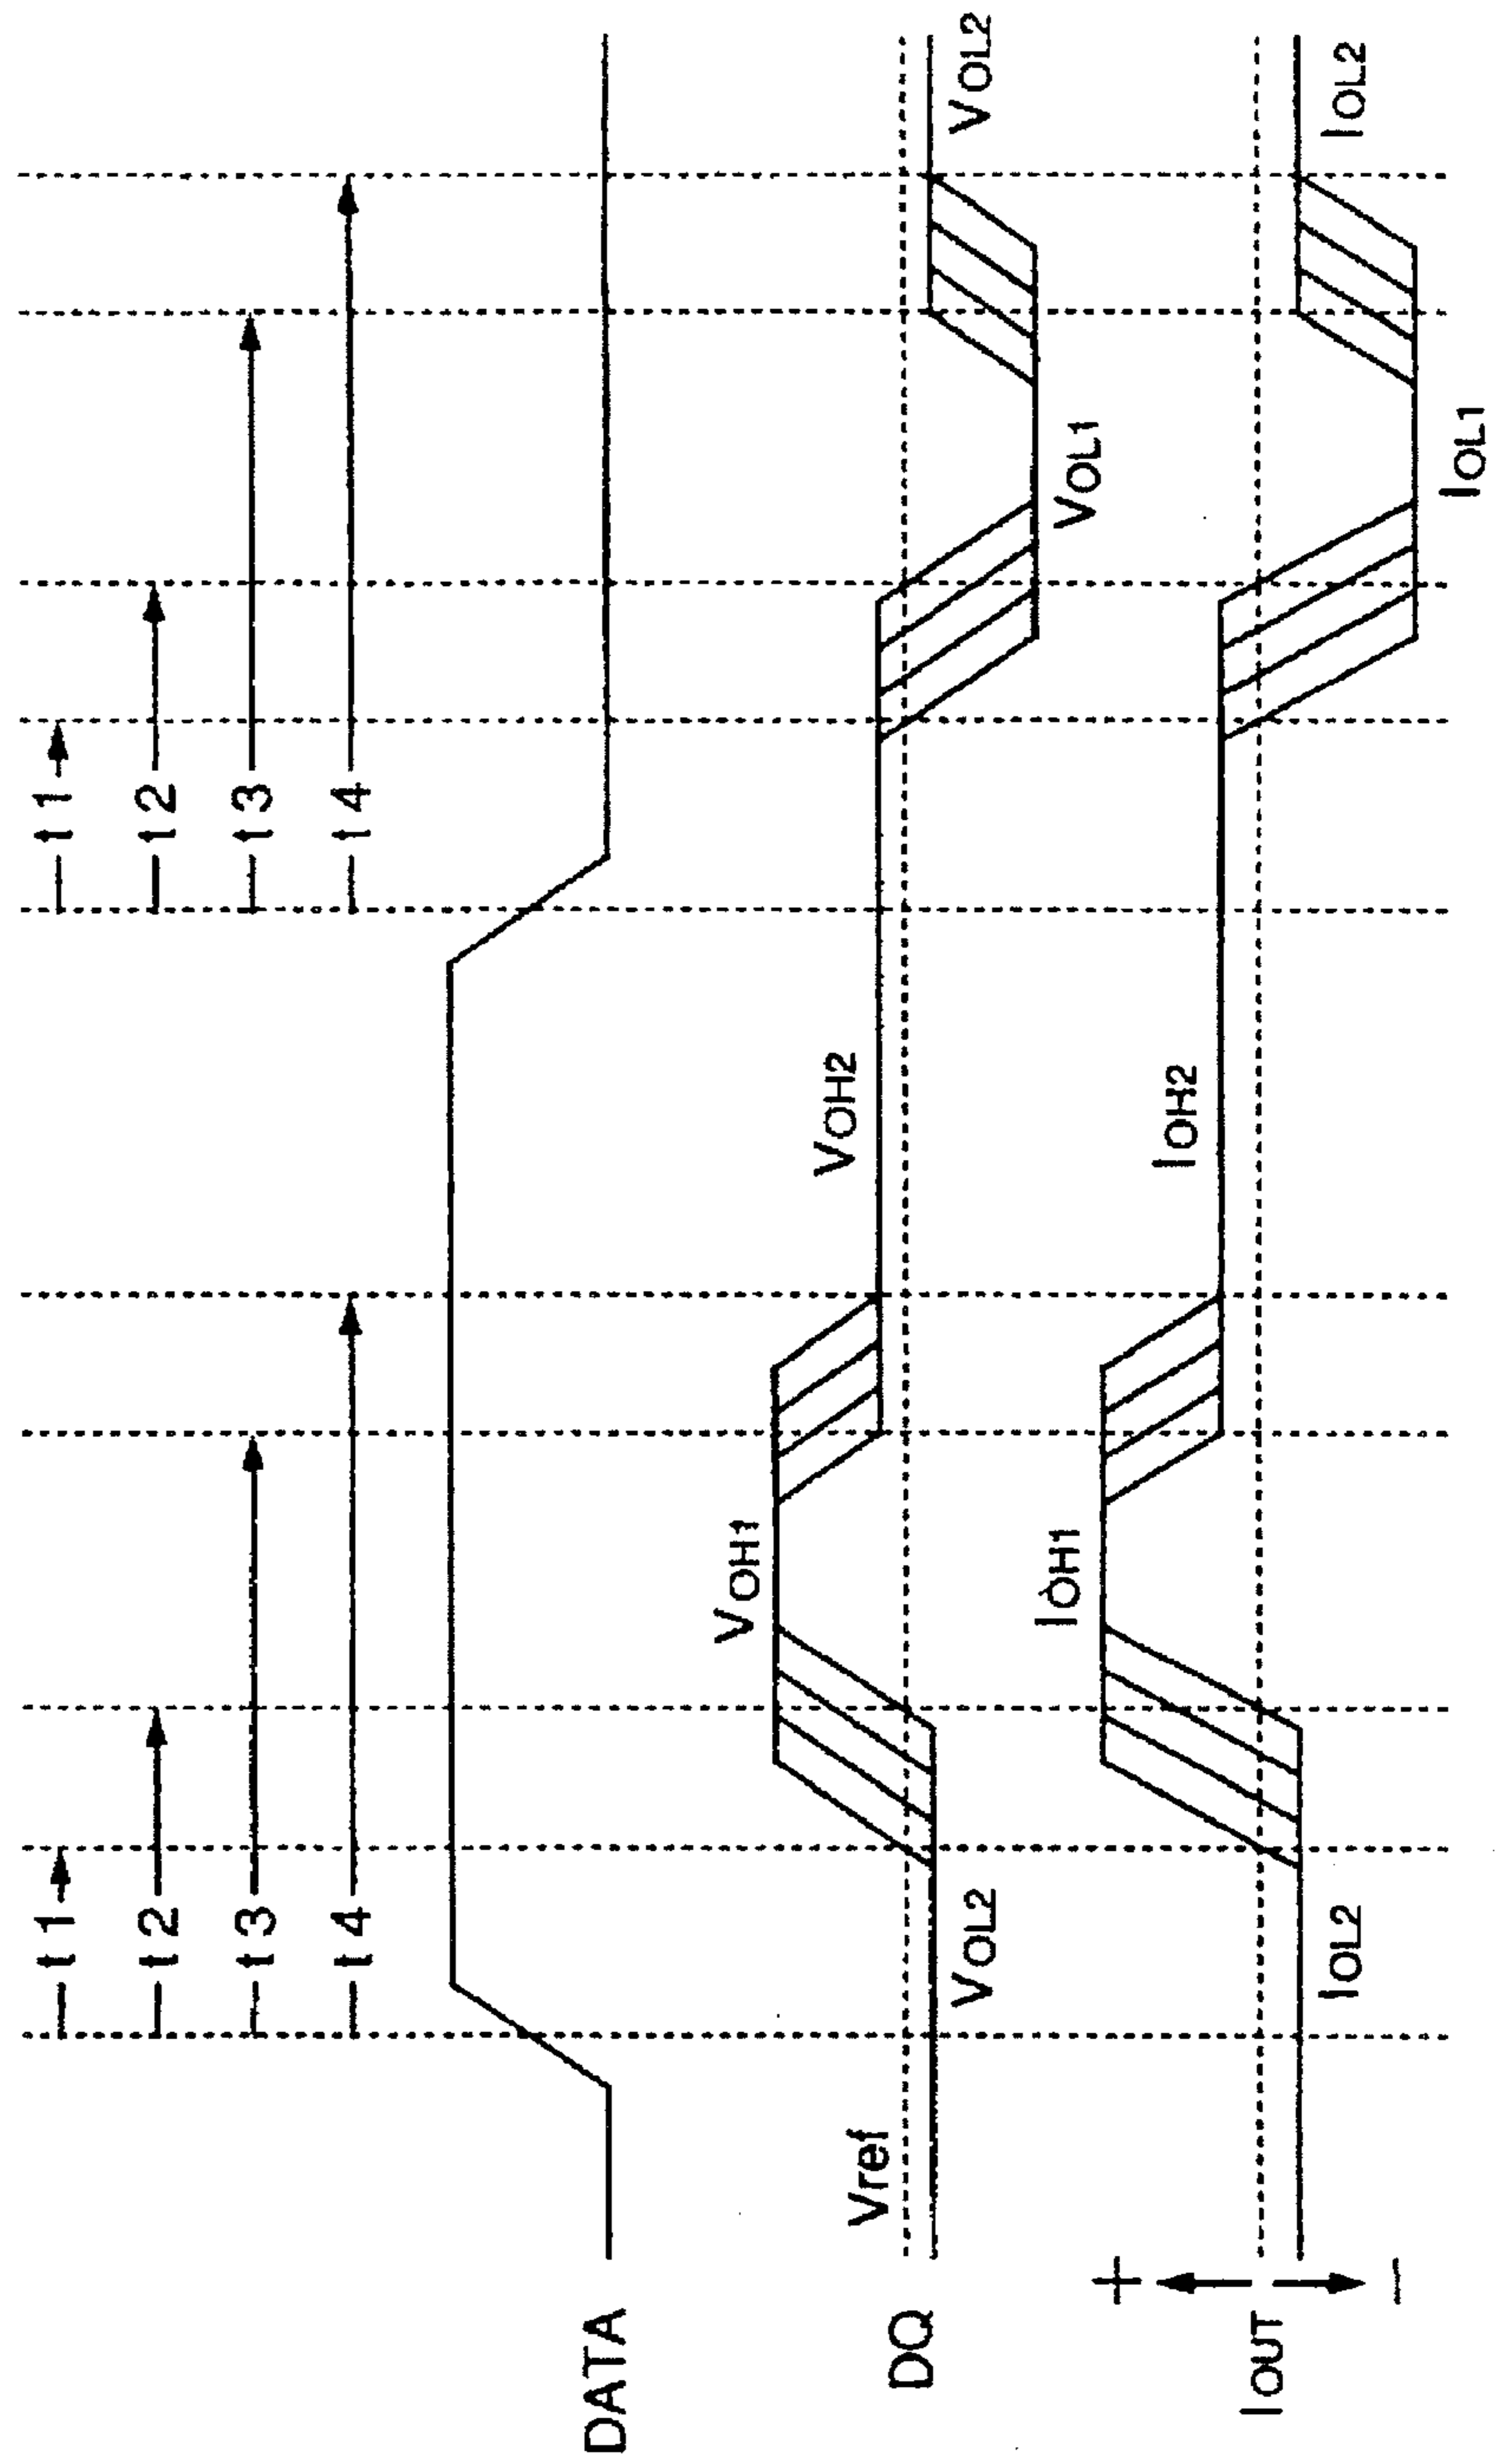 t1 t1
t2 t2
t3 t3
t4 t4
DATA
VOH1 VOH2
Vref
DQ
VOL2 VOL1 VOL2
+
IOH1 IOH2
IOUT
−
IOL2 IOL1 IOL2